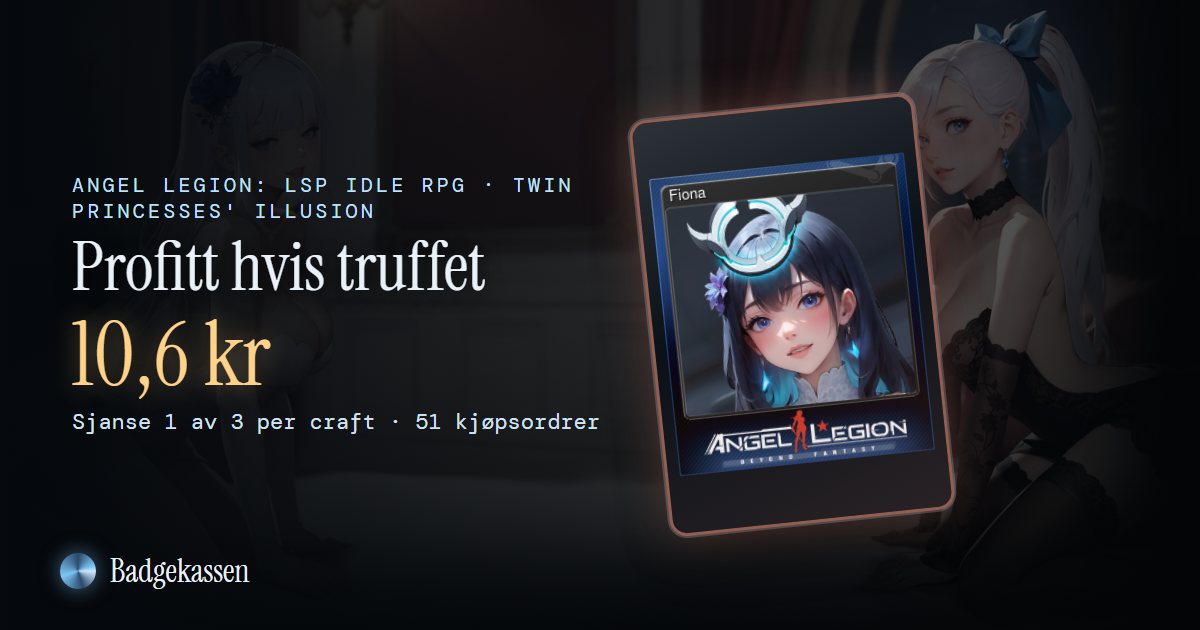 ANGEL LEGION: LSP IDLE RPG · TWIN
PRINCESSES' ILLUSION
Profitt hvis truffet
10,6 kr
Sjanse 1 av 3 per craft · 51 kjøpsordrer
Badgekassen
Fiona
ANGEL LEGION
BEYOND FANTASY